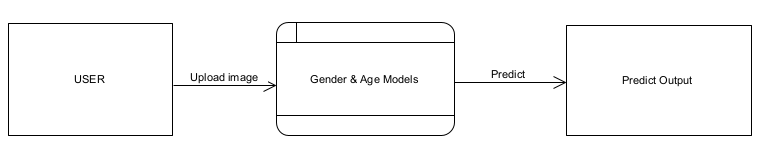 USER
Upload image
Gender & Age Models
Predict
Predict Output